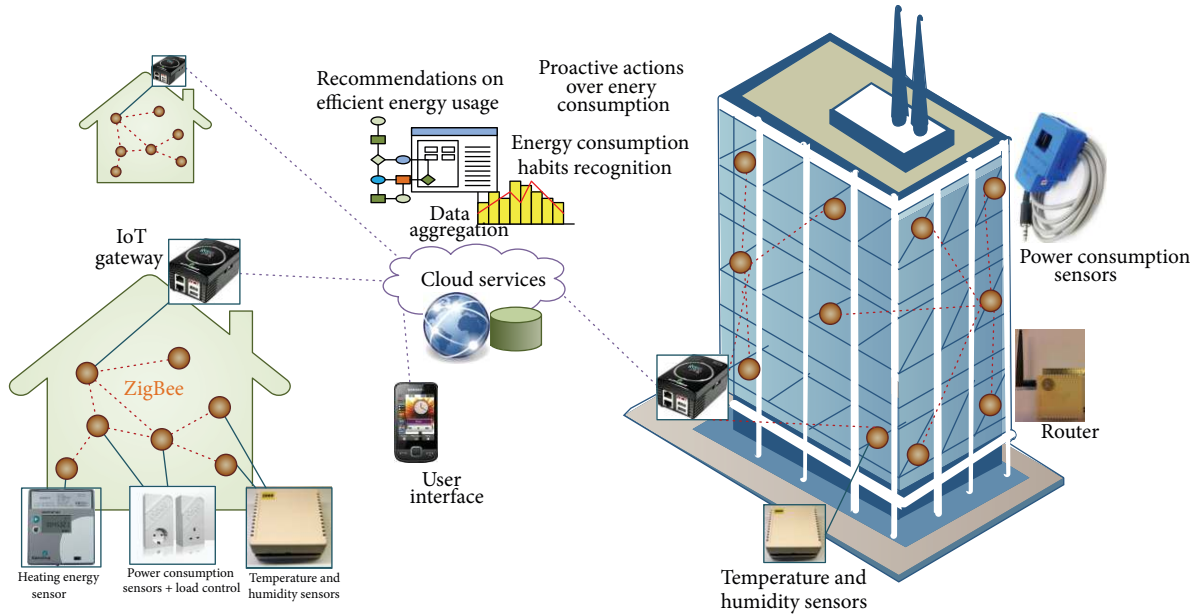 Recommendations on
efficient energy usage
Proactive actions
over enery
consumption
Energy consumption
habits recognition
Data
aggregation
IoT
gateway
Cloud services
Power consumption
sensors
ZigBee
Router
User
interface
Heating energy
sensor
Power consumption
sensors + load control
Temperature and
humidity sensors
Temperature and
humidity sensors